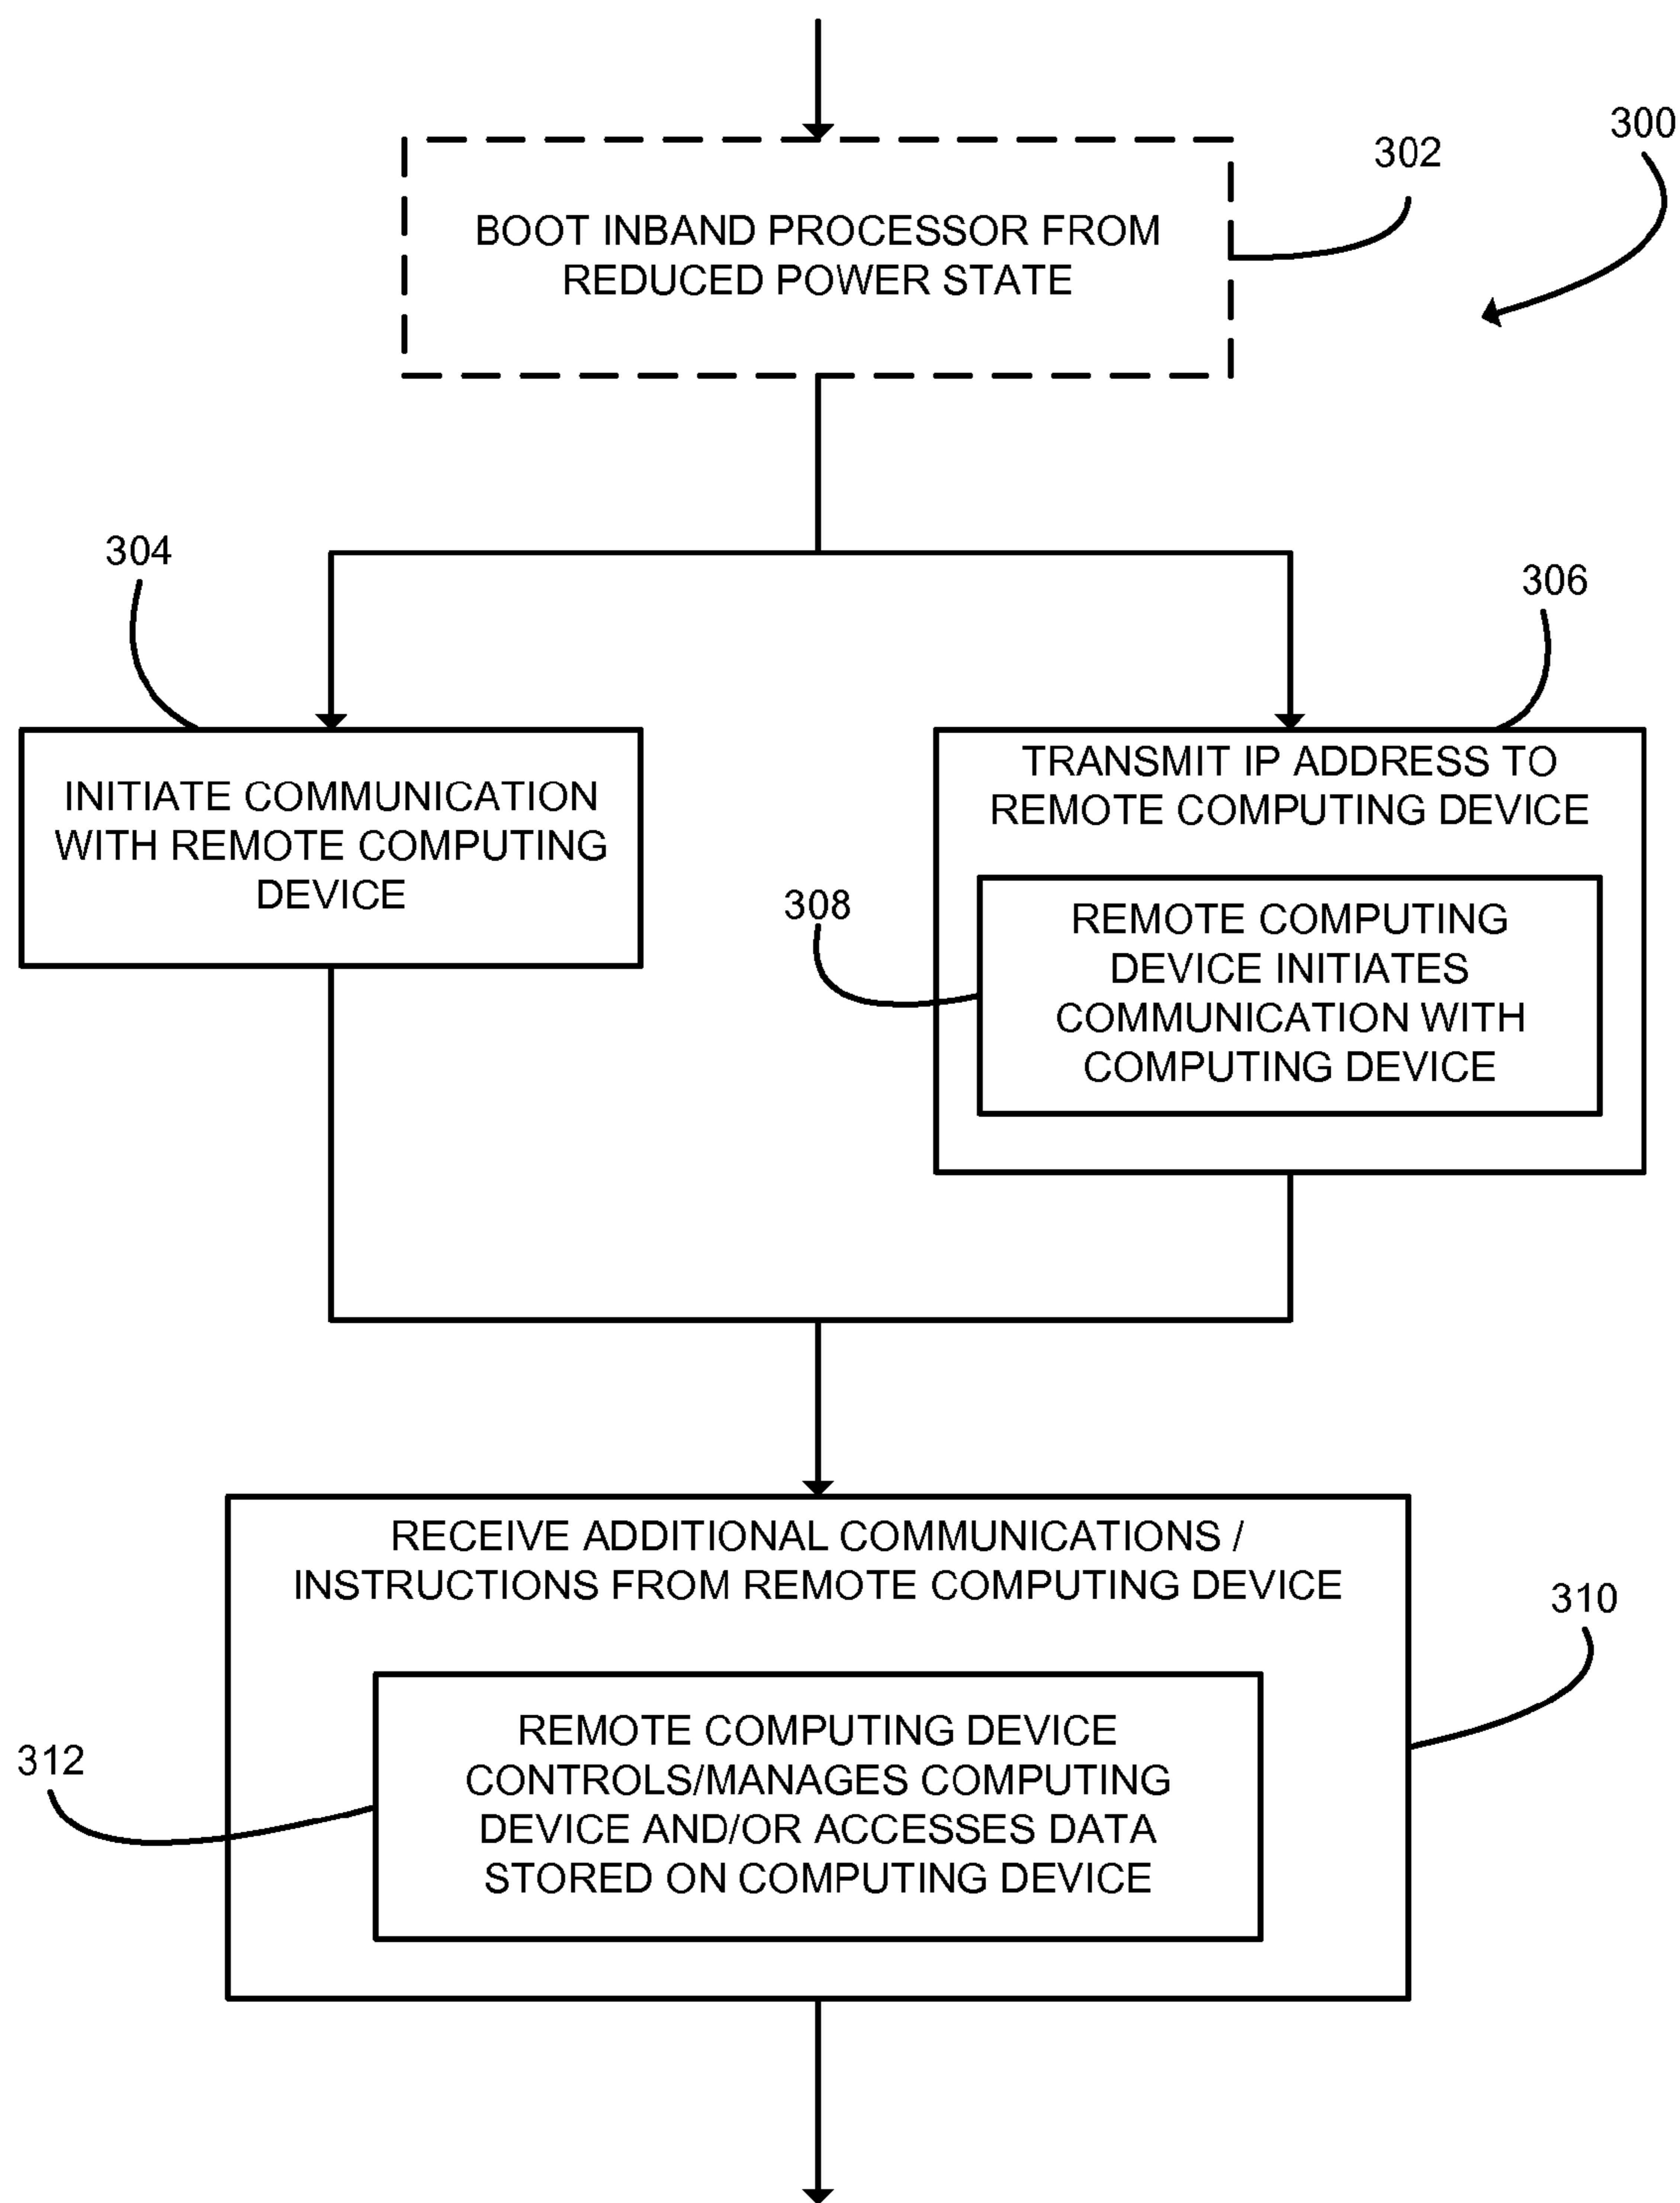 300
302
BOOT INBAND PROCESSOR FROM
REDUCED POWER STATE
304
306
INITIATE COMMUNICATION
WITH REMOTE COMPUTING
DEVICE
TRANSMIT IP ADDRESS TO
REMOTE COMPUTING DEVICE
308
REMOTE COMPUTING
DEVICE INITIATES
COMMUNICATION WITH
COMPUTING DEVICE
RECEIVE ADDITIONAL COMMUNICATIONS /
INSTRUCTIONS FROM REMOTE COMPUTING DEVICE
310
312
REMOTE COMPUTING DEVICE
CONTROLS/MANAGES COMPUTING
DEVICE AND/OR ACCESSES DATA
STORED ON COMPUTING DEVICE